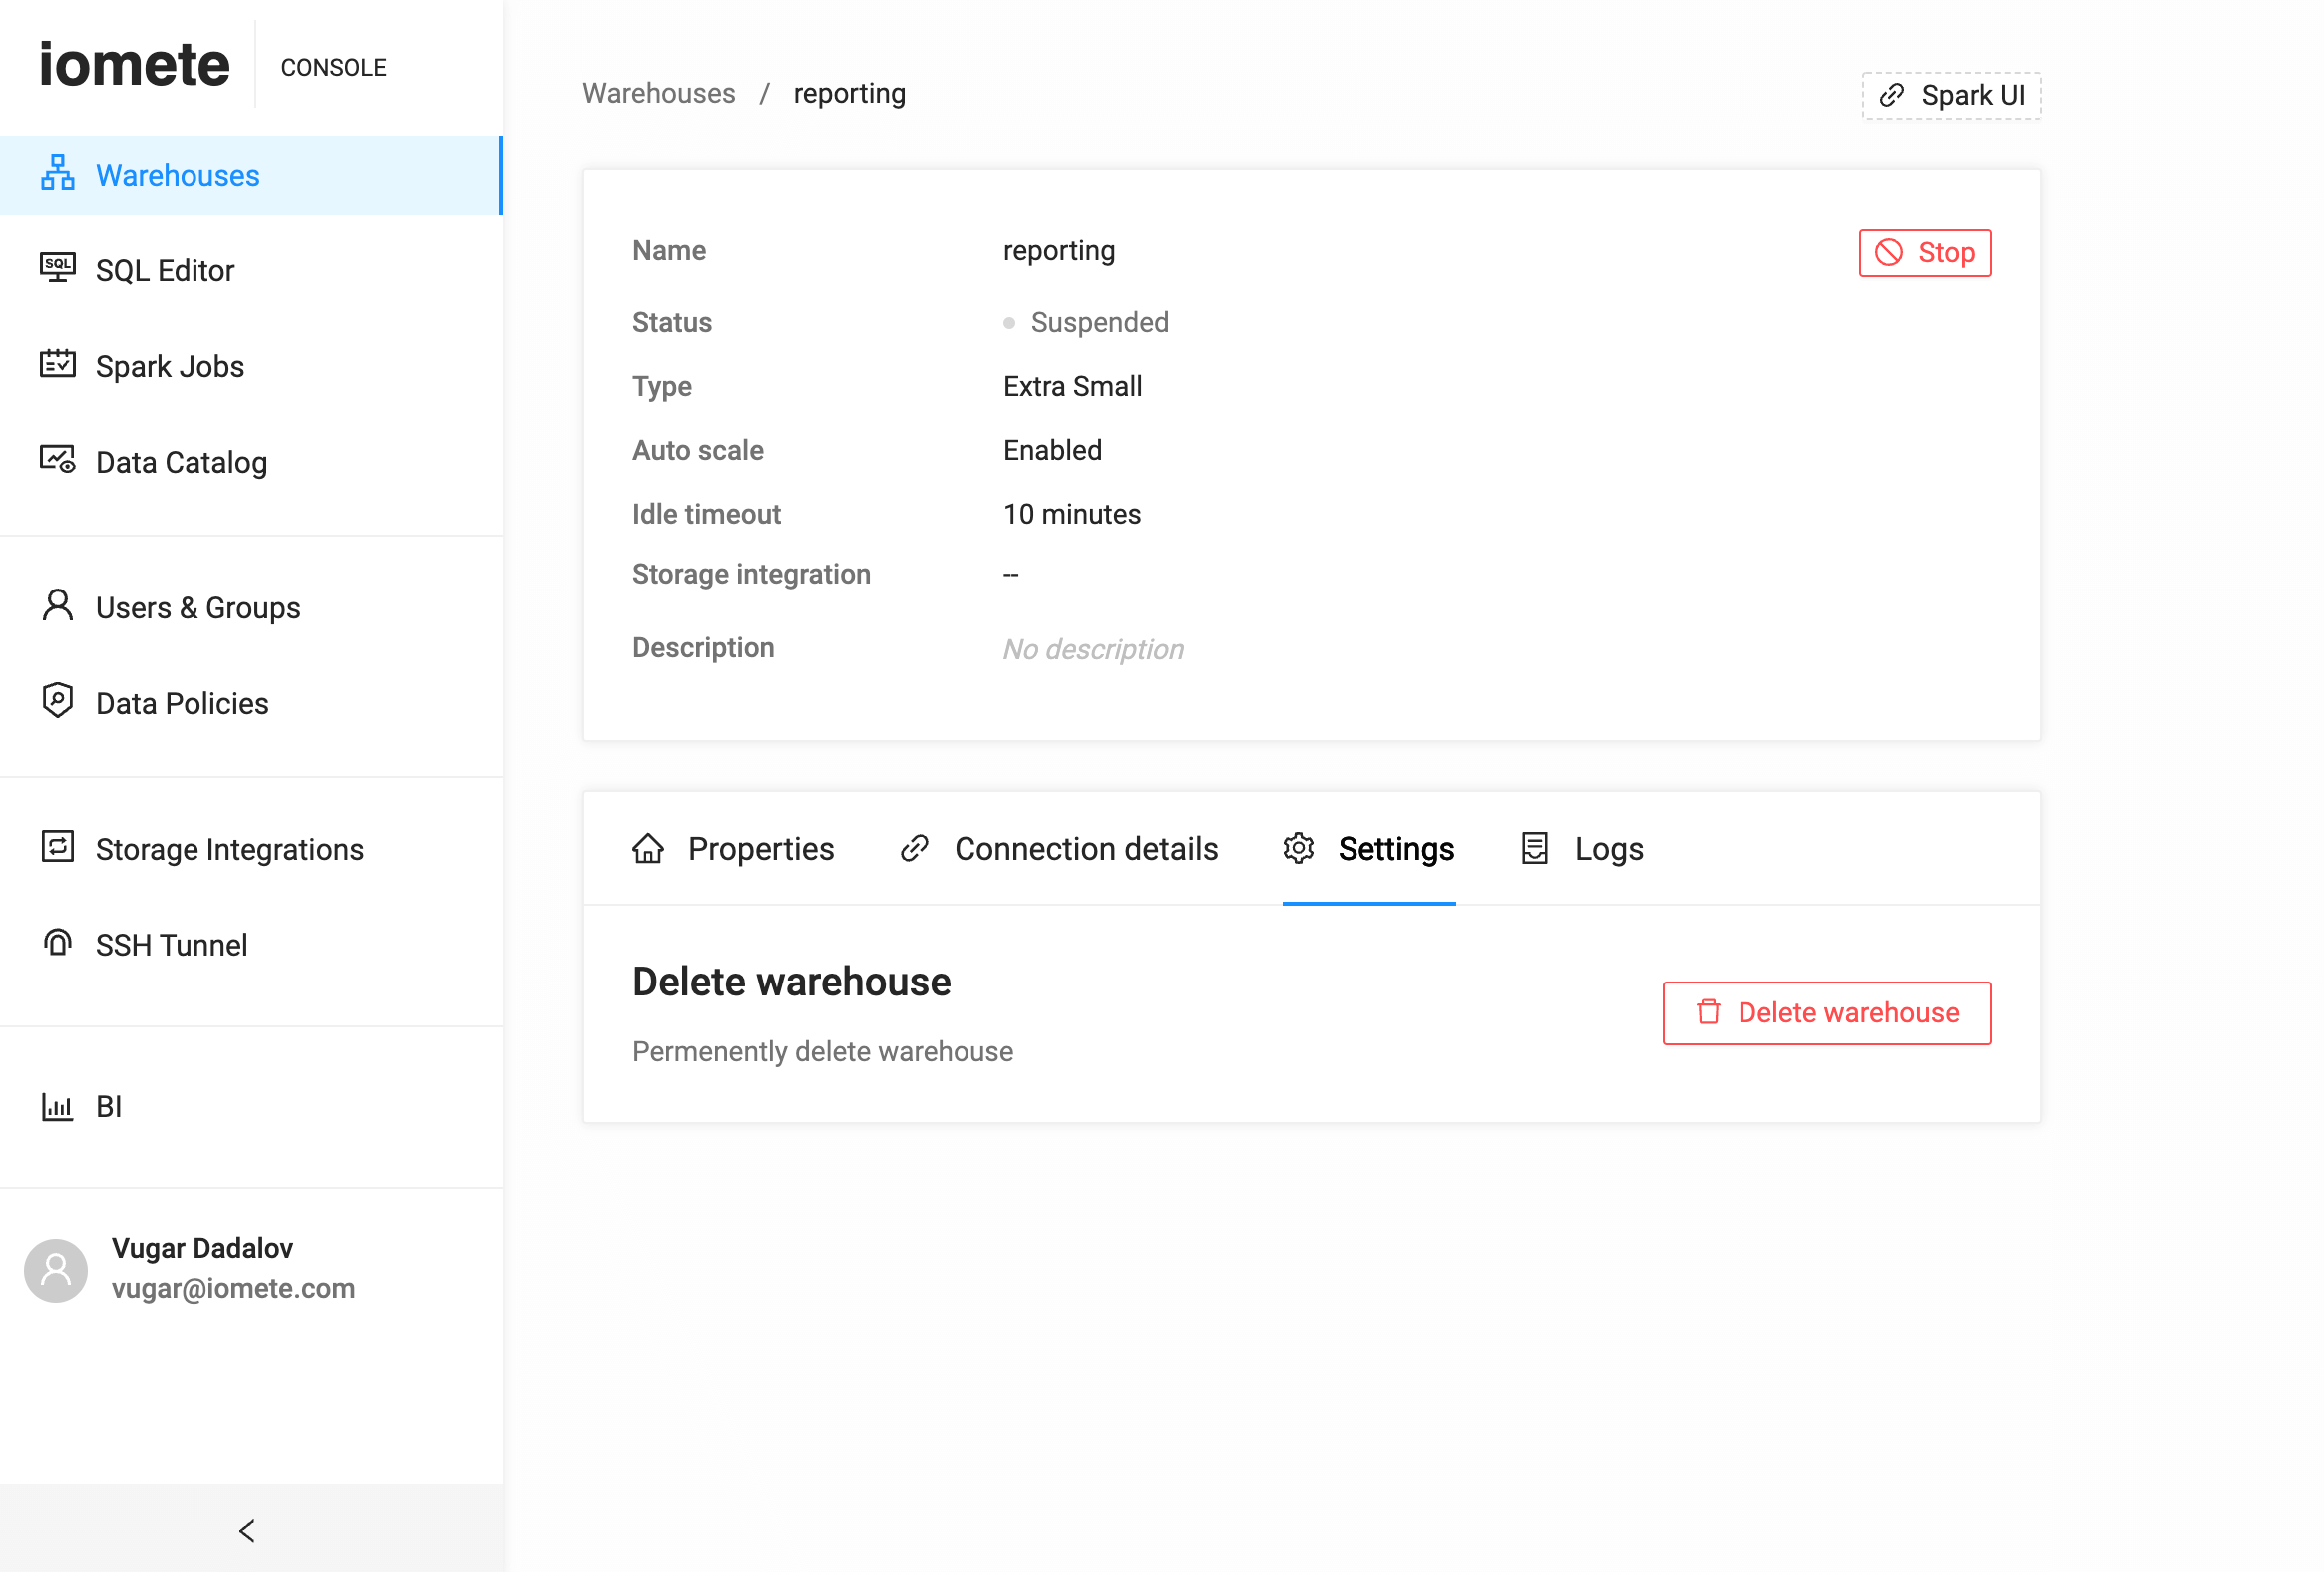 iomete CONSOLE
Warehouses
SQL Editor
Spark Jobs
Data Catalog
Users & Groups
Data Policies
Storage Integrations
SSH Tunnel
BI
Vugar Dadalov
vugar@iomete.com
Warehouses / reporting
Spark UI
Name reporting
Stop
Status Suspended
Type Extra Small
Auto scale Enabled
Idle timeout 10 minutes
Storage integration --
Description No description
Properties Connection details Settings Logs
Delete warehouse
Permenently delete warehouse
Delete warehouse